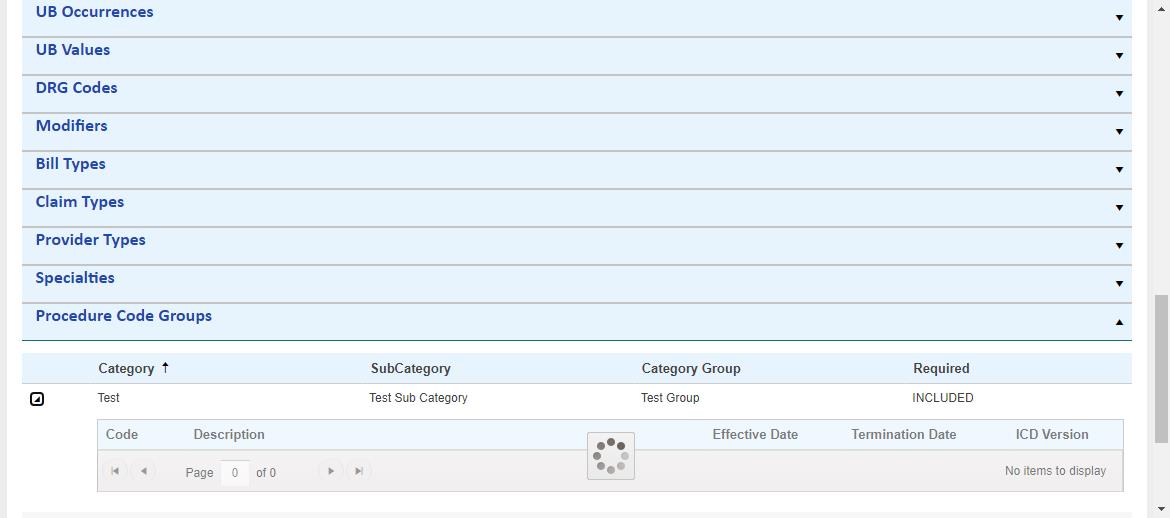 UB Occurrences
UB Values
DRG Codes
Modifiers
Bill Types
Claim Types
Provider Types
Specialties
Procedure Code Groups
Category SubCategory Category Group Required
Test Test Sub Category Test Group INCLUDED
Code Description Effective Date Termination Date ICD Version
Page 0 of 0 No items to display